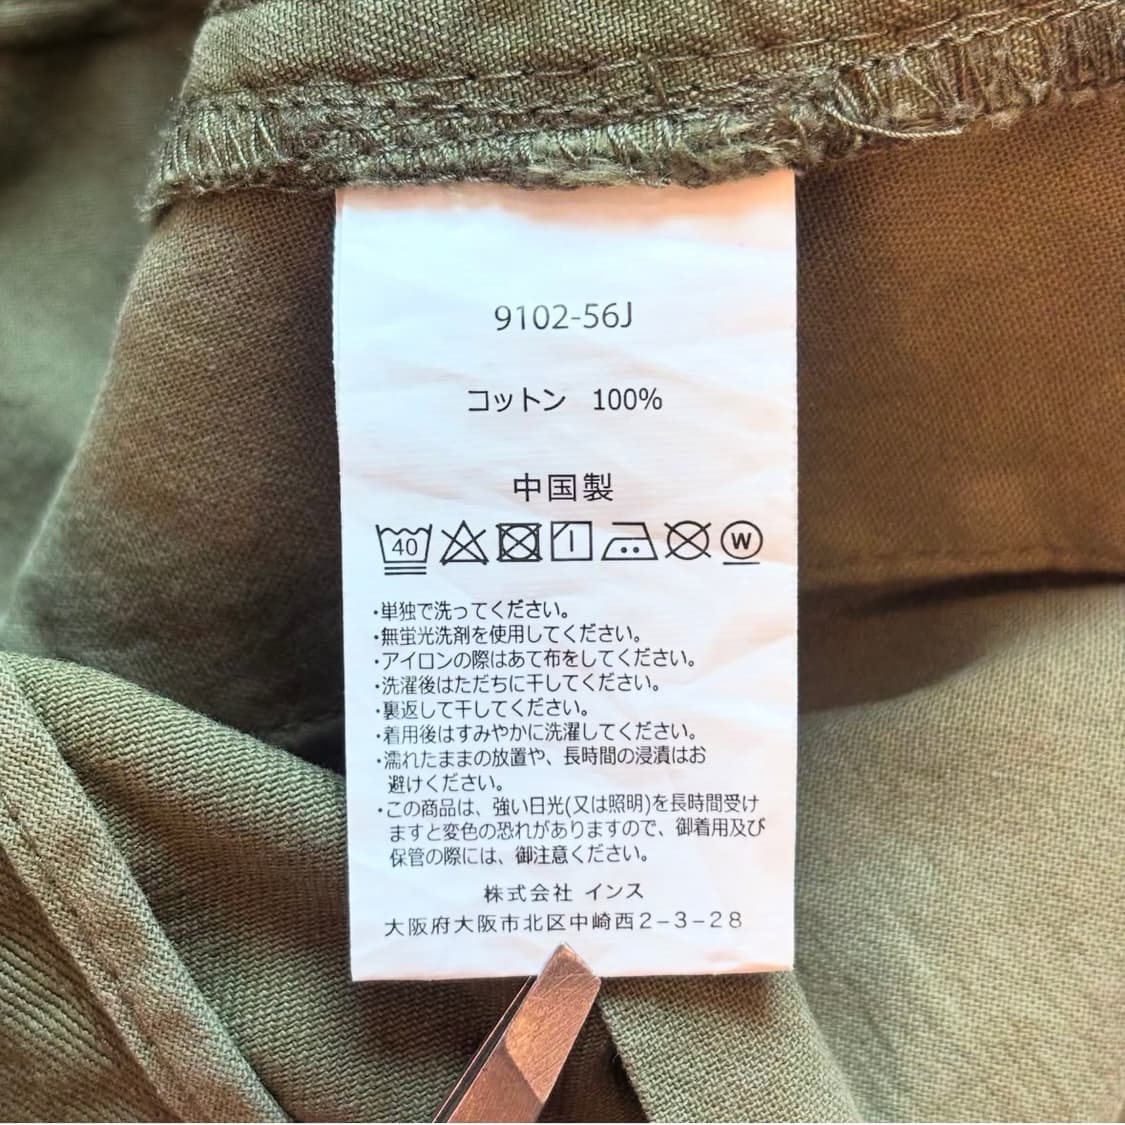 9102-56J
コットン 100%
中国製
40 W
・単独で洗ってください。
・無蛍光洗剤を使用してください。
・アイロンの際はあて布をしてください。
・洗濯後はただちに干してください。
・裏返して干してください。
・着用後はすみやかに洗濯してください。
・濡れたままの放置や、長時間の浸漬はお
避けください。
・この商品は、強い日光(又は照明)を長時間受け
ますと変色の恐れがありますので、御着用及び
保管の際には、御注意ください。
株式会社 インス
大阪府大阪市北区中崎西2-3-28